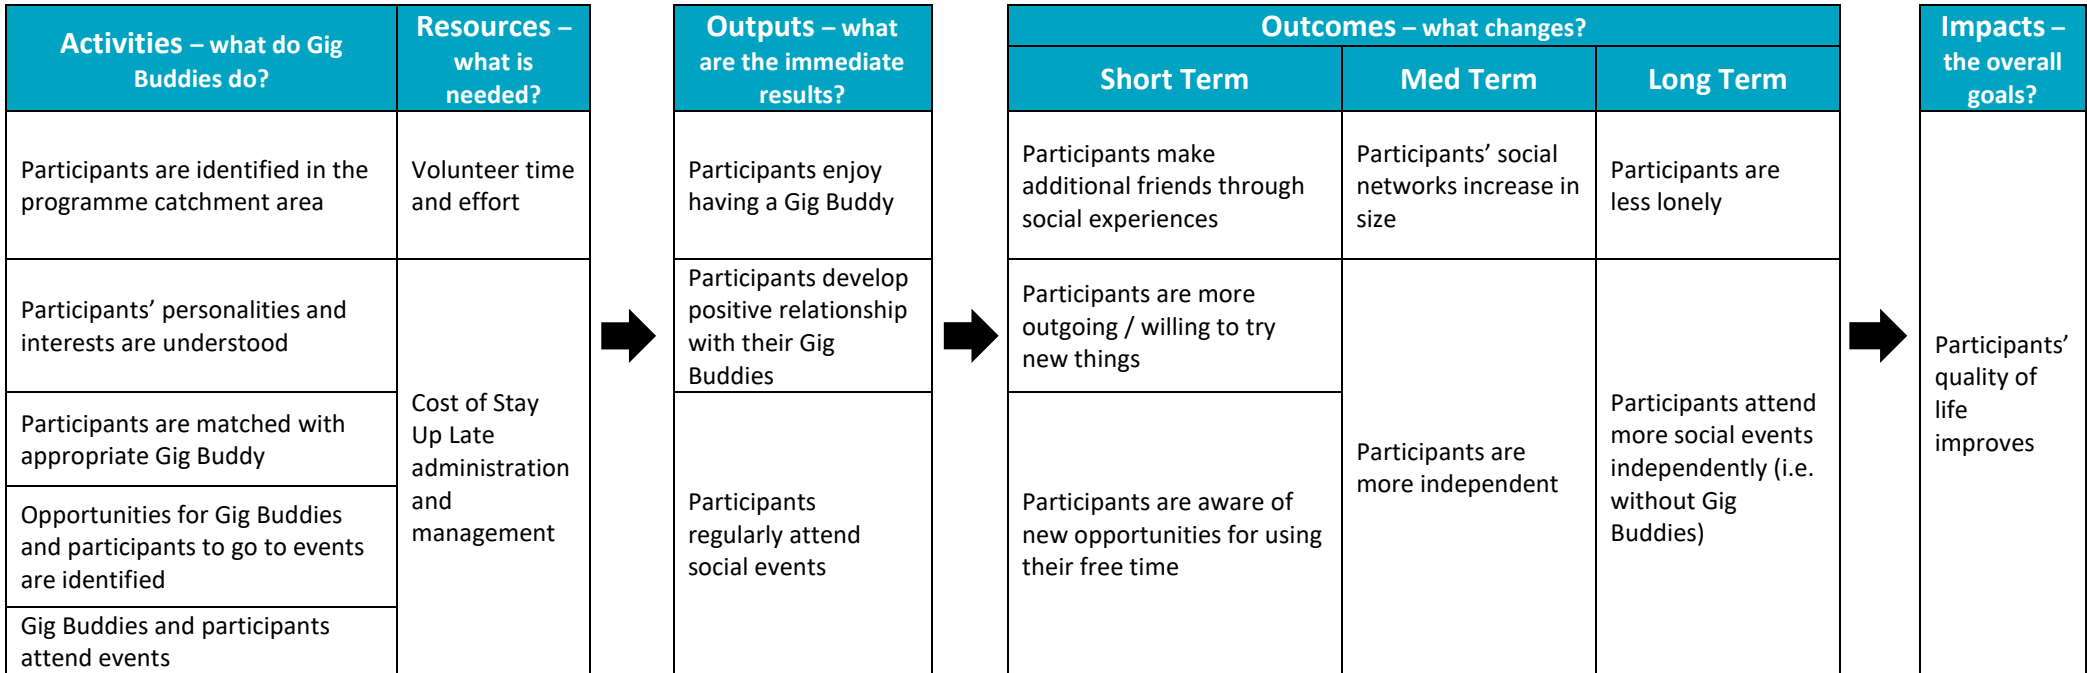 Activities – what do Gig
Buddies do?
Resources –
what is
needed?
Outputs – what
are the immediate
results?
Outcomes – what changes?
Short Term
Med Term
Long Term
Impacts –
the overall
goals?
Participants are identified in the
programme catchment area
Volunteer time
and effort
Participants enjoy
having a Gig Buddy
Participants make
additional friends through
social experiences
Participants’ social
networks increase in
size
Participants are
less lonely
Participants’ personalities and
interests are understood
Participants are matched with
appropriate Gig Buddy
Opportunities for Gig Buddies
and participants to go to events
are identified
Gig Buddies and participants
attend events
Cost of Stay
Up Late
administration
and
management
Participants develop
positive relationship
with their Gig
Buddies
Participants
regularly attend
social events
Participants are more
outgoing / willing to try
new things
Participants are aware of
new opportunities for using
their free time
Participants are
more independent
Participants attend
more social events
independently (i.e.
without Gig
Buddies)
Participants’
quality of
life
improves